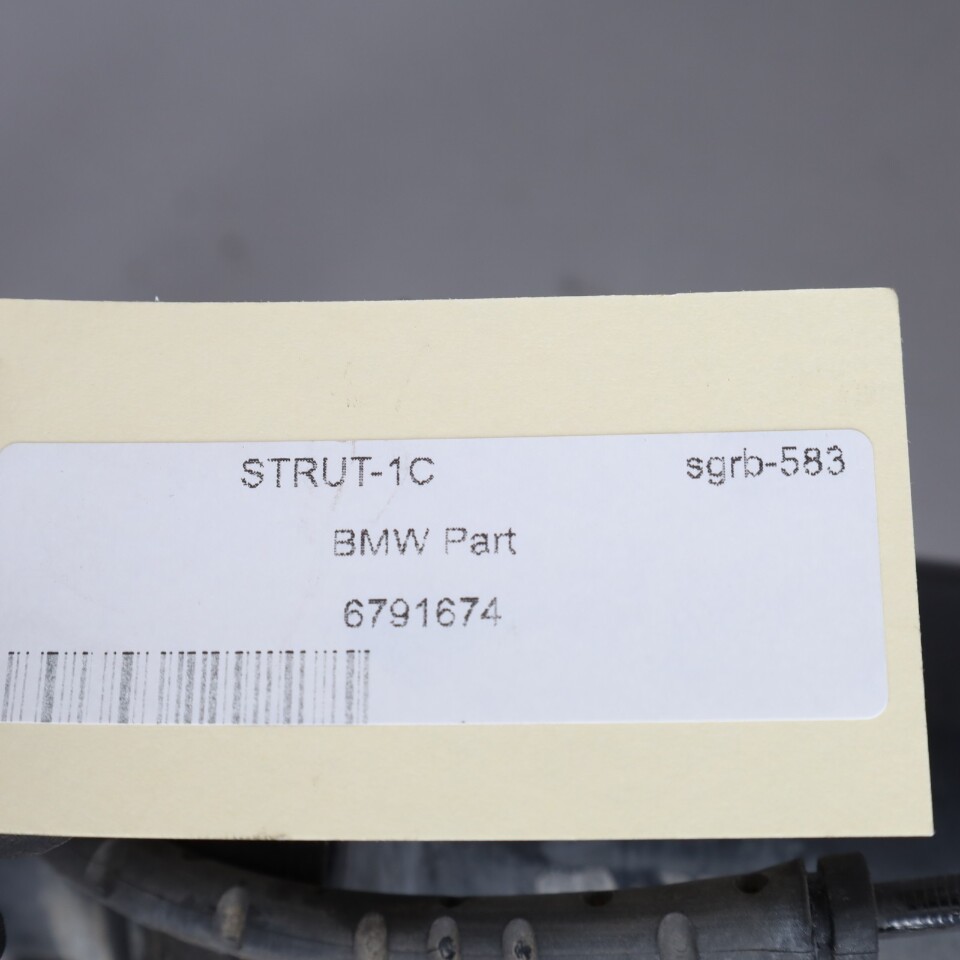 STRUT-1C sgrb-583
BMW Part
6791674